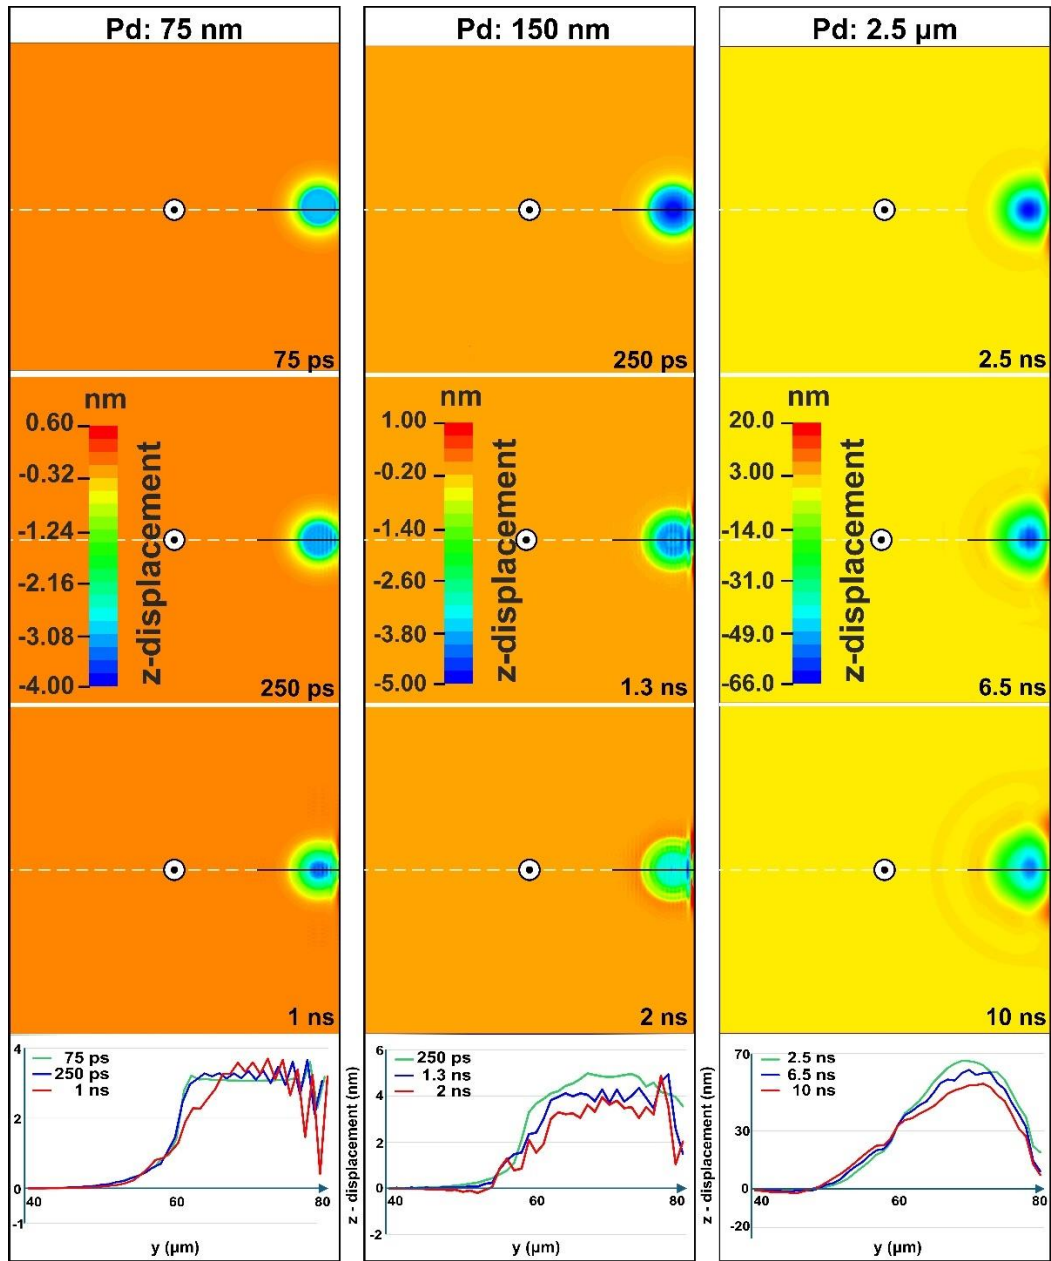 Pd: 75 nm
75 ps
nm
0.60
-0.32
-1.24
-2.16
-3.08
-4.00
z-displacement
250 ps
1 ns
4
2
0
-1
75 ps
250 ps
1 ns
40
60
80
y (µm)
Pd: 150 nm
250 ps
nm
1.00
-0.20
-1.40
-2.60
-3.80
-5.00
z-displacement
1.3 ns
2 ns
z - displacement (nm)
6
4
2
0
-2
250 ps
1.3 ns
2 ns
40
60
80
y (µm)
Pd: 2.5 µm
2.5 ns
nm
20.0
3.00
-14.0
-31.0
-49.0
-66.0
z-displacement
6.5 ns
10 ns
z - displacement (nm)
70
30
0
-20
2.5 ns
6.5 ns
10 ns
40
60
80
y (µm)